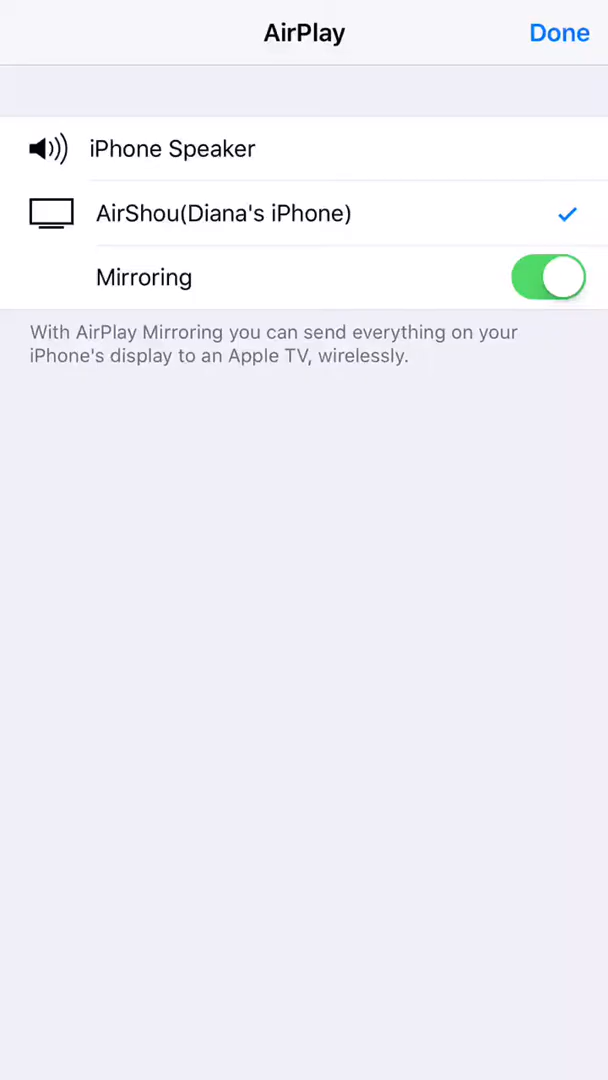 AirPlay
Done
iPhone Speaker
AirShou(Diana's iPhone)
Mirroring
With AirPlay Mirroring you can send everything on your
iPhone's display to an Apple TV, wirelessly.